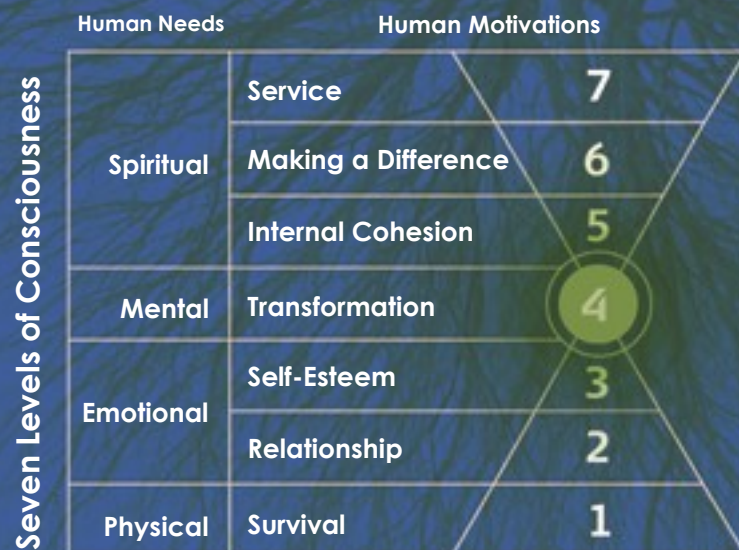 Human Needs Human Motivations
Seven Levels of Consciousness
Service 7
Spiritual Making a Difference 6
Internal Cohesion 5
Mental Transformation 4
Self-Esteem 3
Emotional
Relationship 2
Physical Survival 1